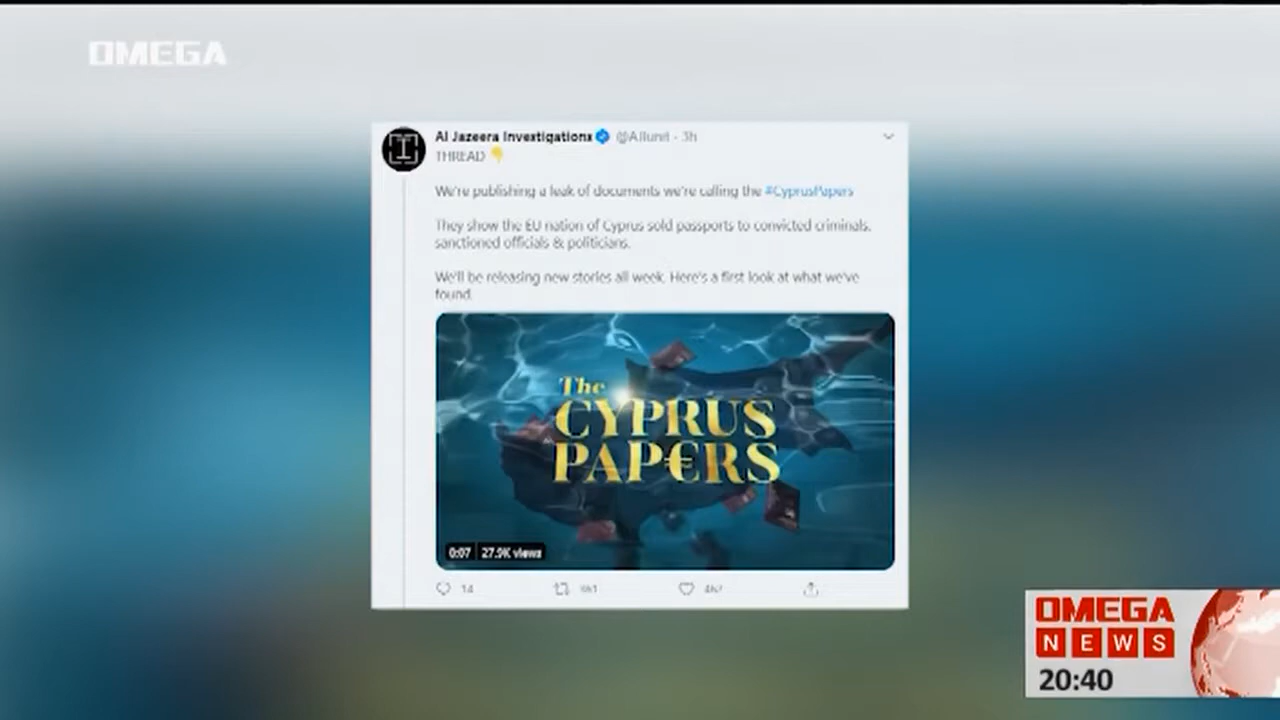 OMEGA
Al Jazeera Investigations @AJIunit · 3h
THREAD
We're publishing a leak of documents we're calling the #CyprusPapers
They show the EU nation of Cyprus sold passports to convicted criminals,
sanctioned officials & politicians.
We'll be releasing new stories all week. Here's a first look at what we've
found.
The
CYPRUS
PAP€RS
0:07 27.9K views
14
OMEGA
NEWS
20:40